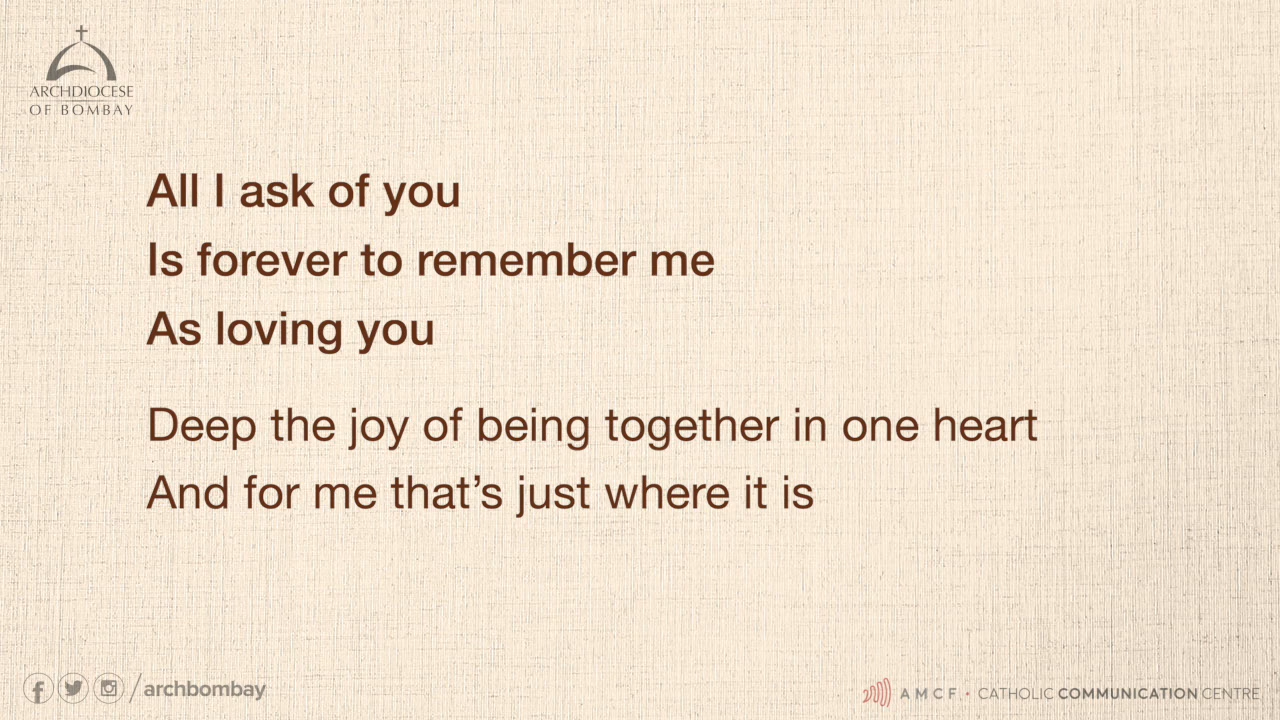 ARCHDIOCESE
OF BOMBAY
All I ask of you
Is forever to remember me
As loving you
Deep the joy of being together in one heart
And for me that’s just where it is
/archbombay
AMCF • CATHOLIC COMMUNICATION CENTRE